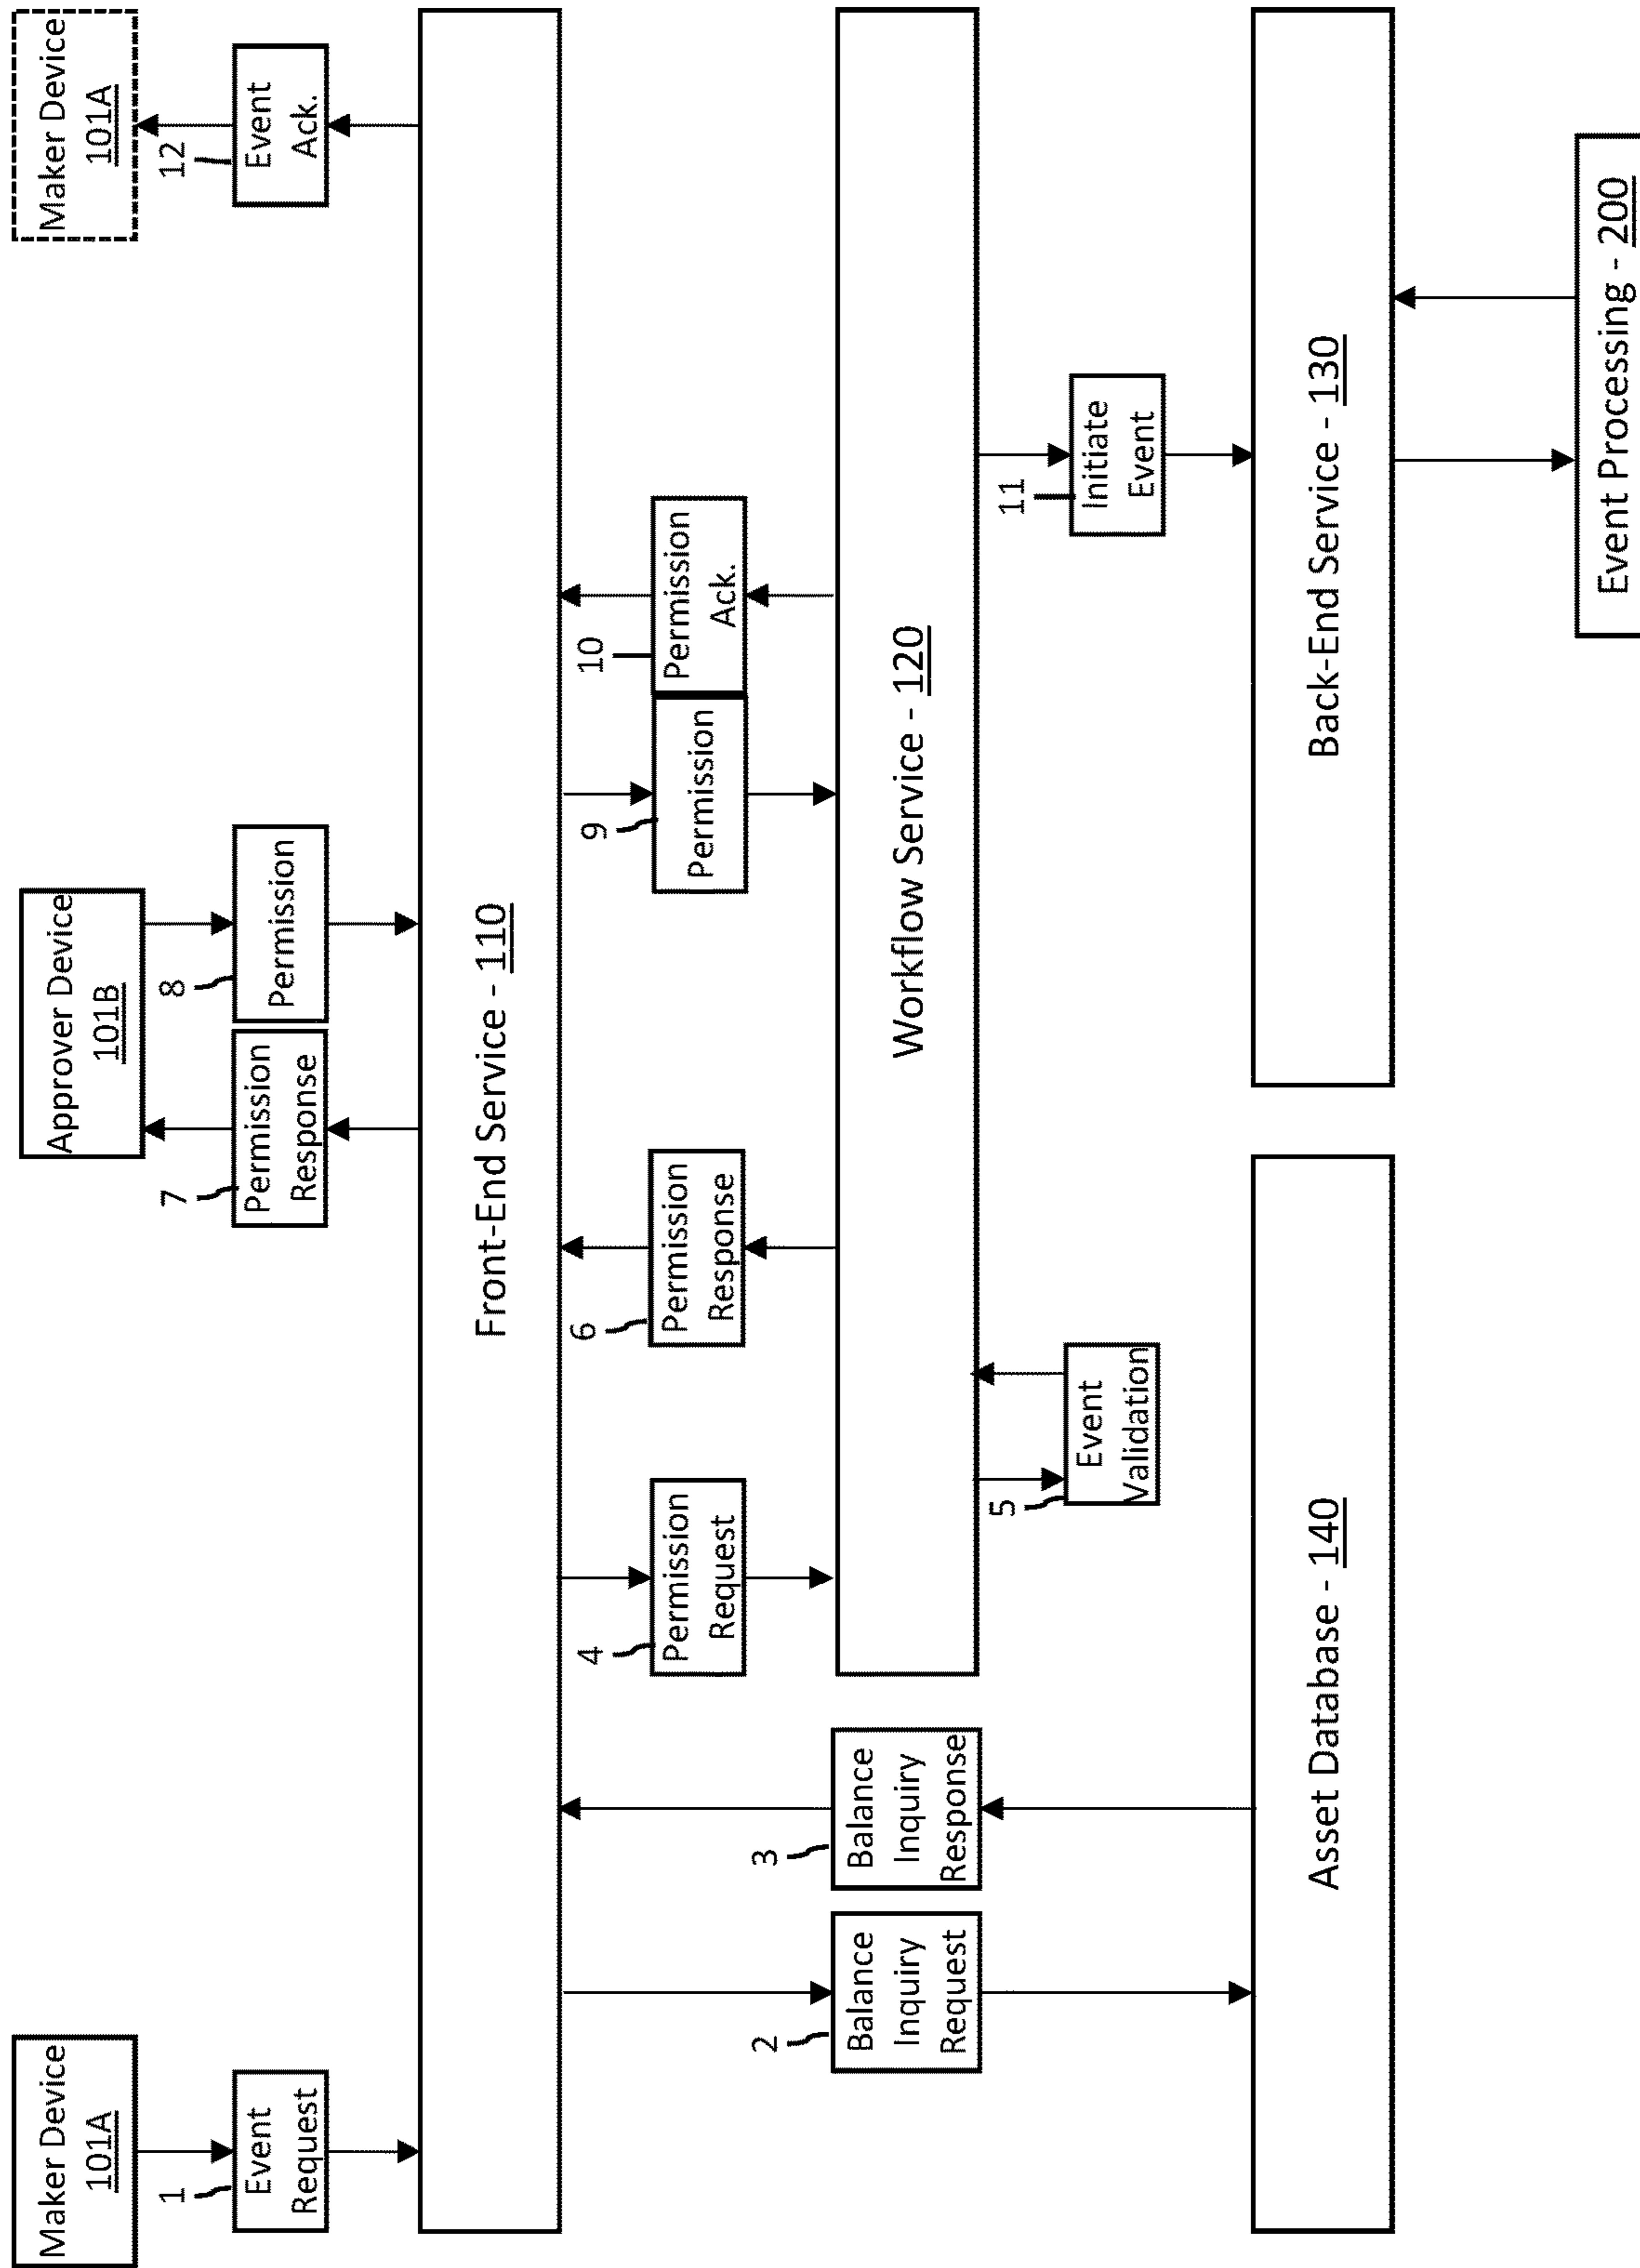 Maker Device
101A
1
Event
Request
Approver Device
101B
7
Permission
Response
8
Permission
Maker Device
101A
12
Event
Ack.
Front-End Service - 110
2
Balance
Inquiry
Request
3
Balance
Inquiry
Response
4
Permission
Request
6
Permission
Response
9
Permission
10
Permission
Ack.
Workflow Service - 120
5
Event
Validation
11
Initiate
Event
Asset Database - 140
Back-End Service - 130
Event Processing - 200